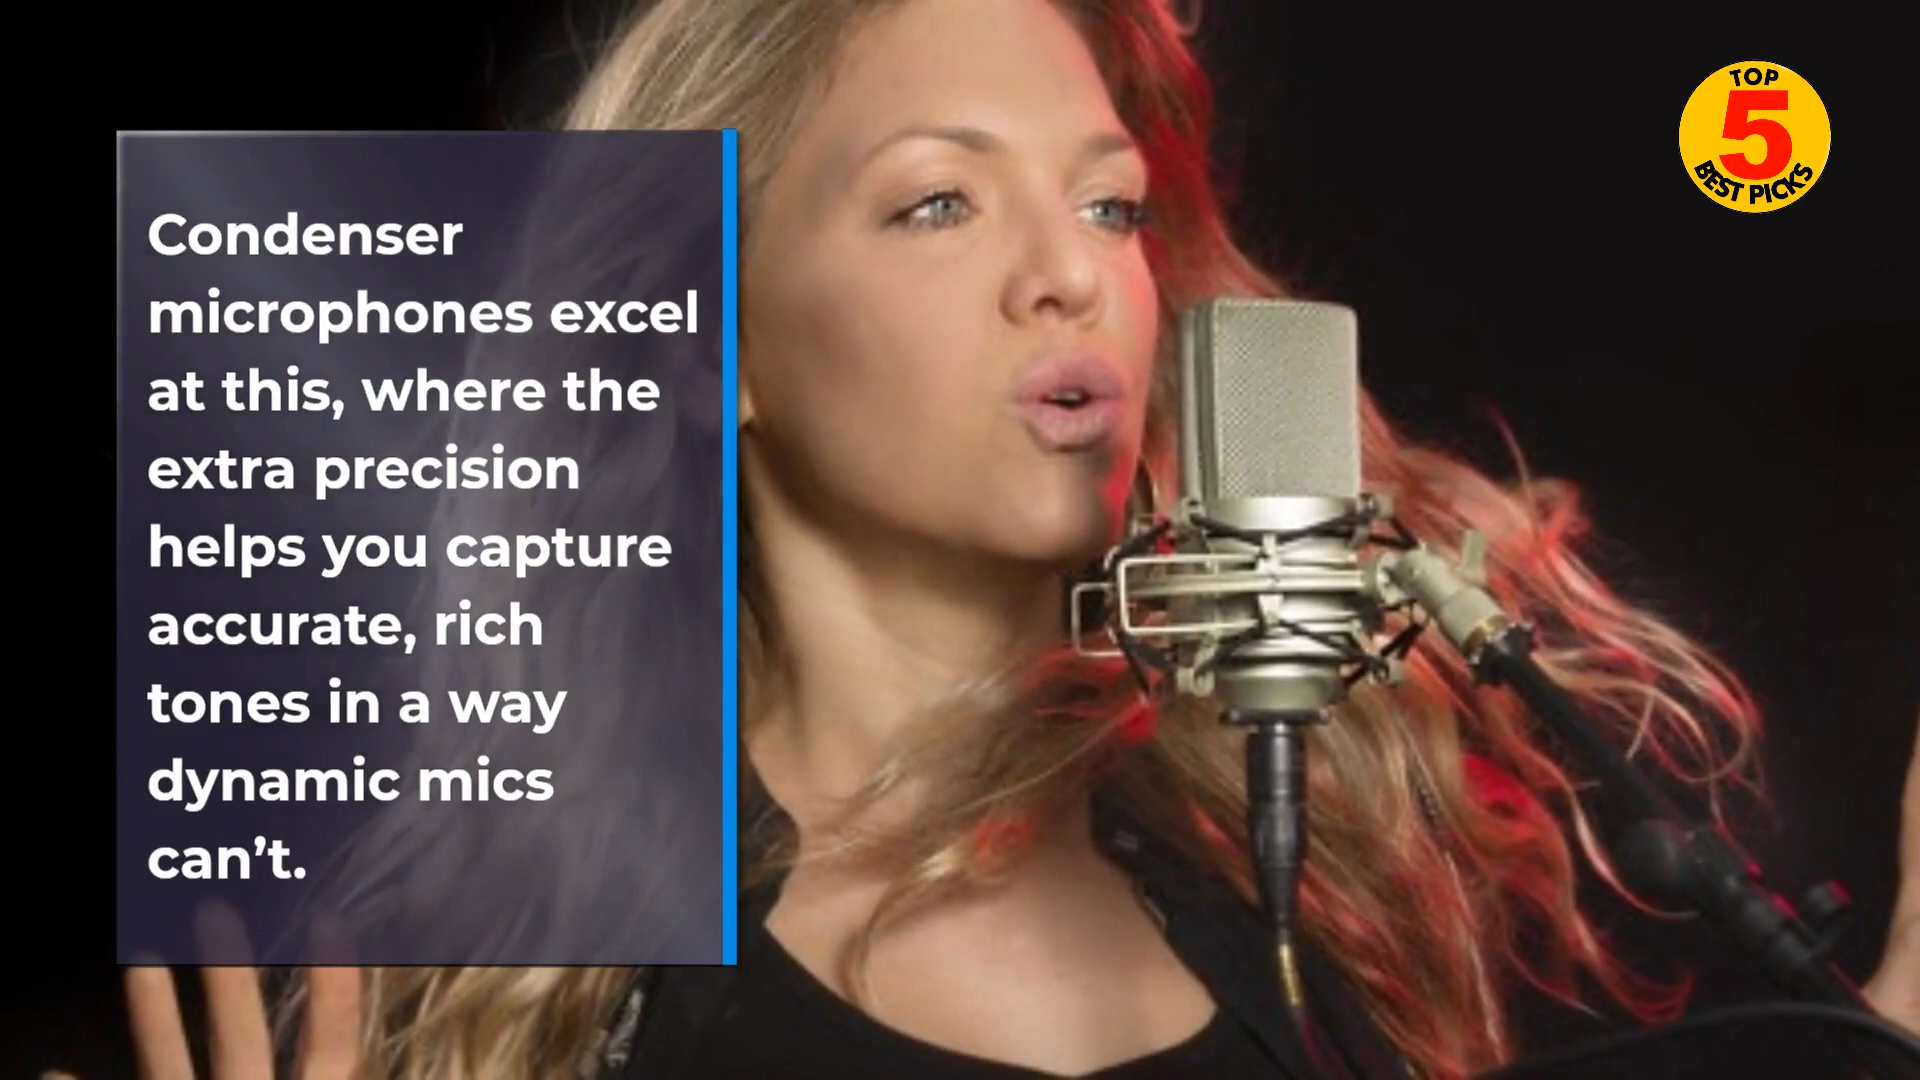 Condenser
microphones excel
at this, where the
extra precision
helps you capture
accurate, rich
tones in a way
dynamic mics
can’t.
TOP
5
BEST PICKS